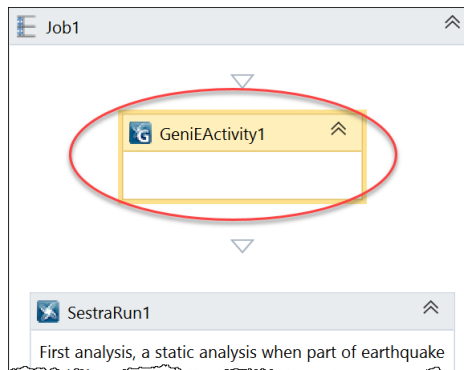 Job1
GeniEActivity1
SestraRun1
First analysis, a static analysis when part of earthquake